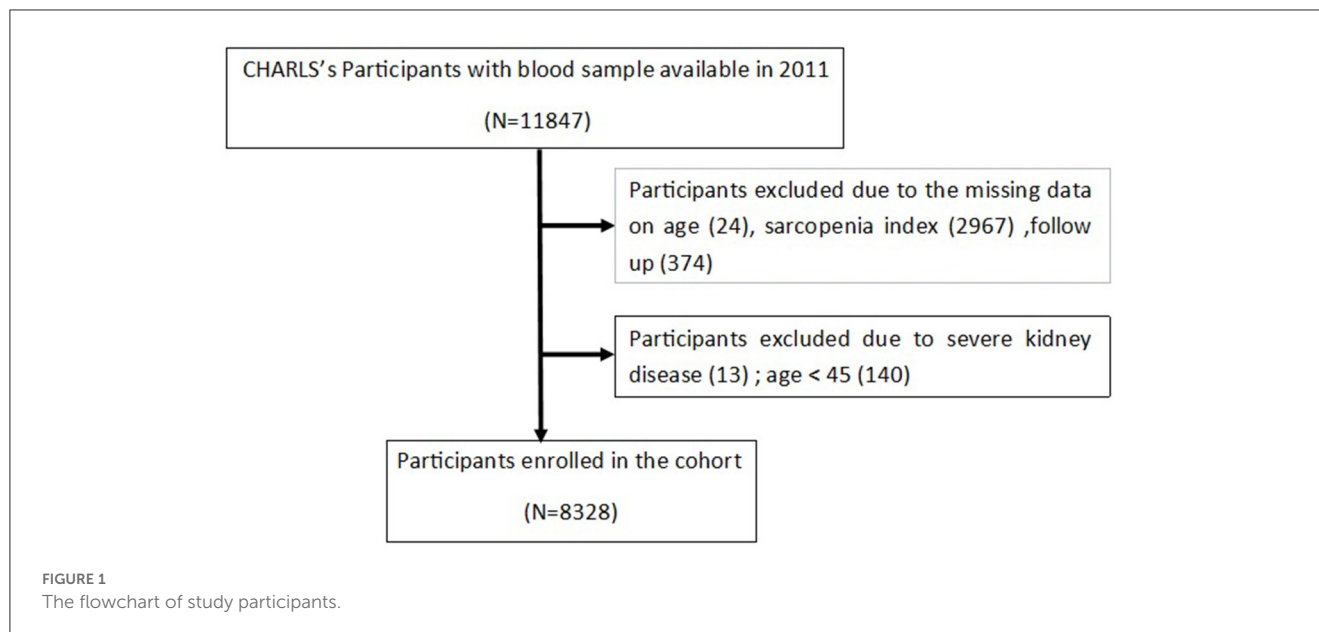 CHARLS's Participants with blood sample available in 2011
(N=11847)
Participants excluded due to the missing data
on age (24), sarcopenia index (2967) ,follow
up (374)
Participants excluded due to severe kidney
disease (13) ; age < 45 (140)
Participants enrolled in the cohort
(N=8328)
FIGURE 1
The flowchart of study participants.